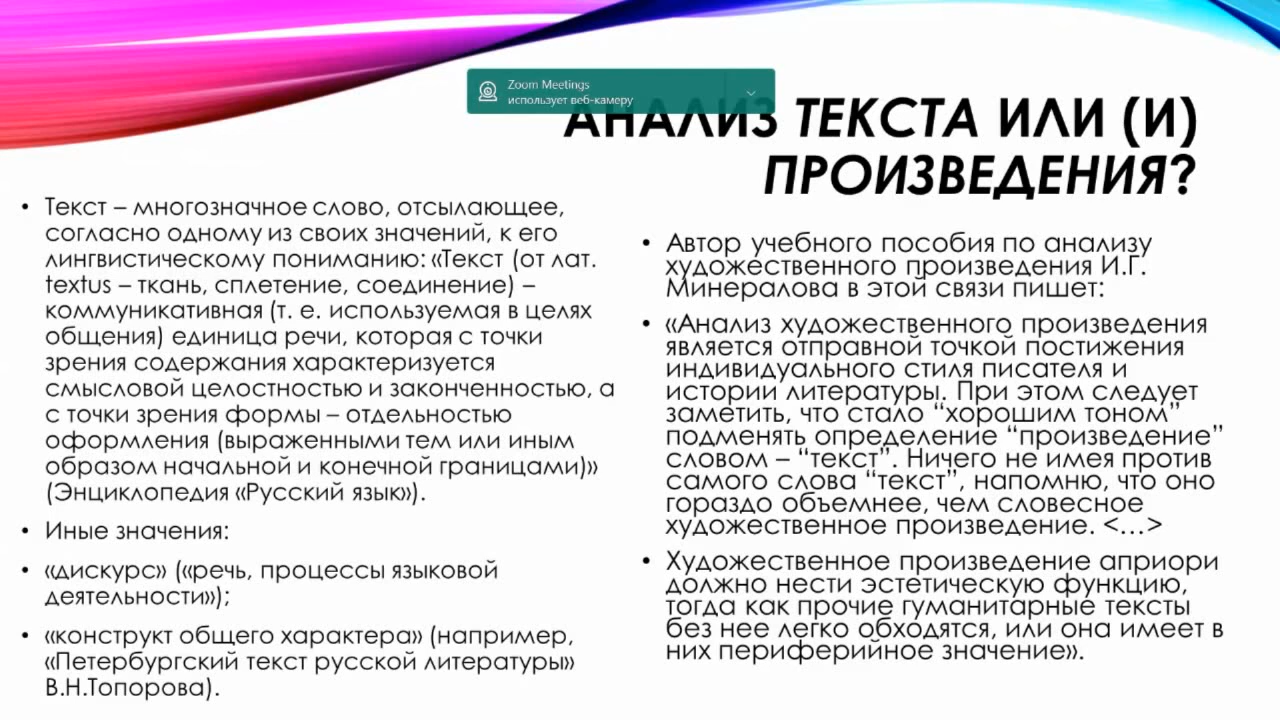 Zoom Meetings
использует веб-камеру
АНАЛИЗ ТЕКСТА ИЛИ (И)
ПРОИЗВЕДЕНИЯ?
• Текст – многозначное слово, отсылающее,
согласно одному из своих значений, к его
лингвистическому пониманию: «Текст (от лат.
textus – ткань, сплетение, соединение) –
коммуникативная (т. е. используемая в целях
общения) единица речи, которая с точки
зрения содержания характеризуется
смысловой целостностью и законченностью, а
с точки зрения формы – отдельностью
оформления (выраженными тем или иным
образом начальной и конечной границами)»
(Энциклопедия «Русский язык»).
• Иные значения:
• «дискурс» («речь, процессы языковой
деятельности»);
• «конструкт общего характера» (например,
«Петербургский текст русской литературы»
В.Н.Топорова).
• Автор учебного пособия по анализу
художественного произведения И.Г.
Минералова в этой связи пишет:
• «Анализ художественного произведения
является отправной точкой постижения
индивидуального стиля писателя и
истории литературы. При этом следует
заметить, что стало “хорошим тоном”
подменять определение “произведение”
словом – “текст”. Ничего не имея против
самого слова “текст”, напомню, что оно
гораздо объемнее, чем словесное
художественное произведение. <…>
• Художественное произведение априори
должно нести эстетическую функцию,
тогда как прочие гуманитарные тексты
без нее легко обходятся, или она имеет в
них периферийное значение».